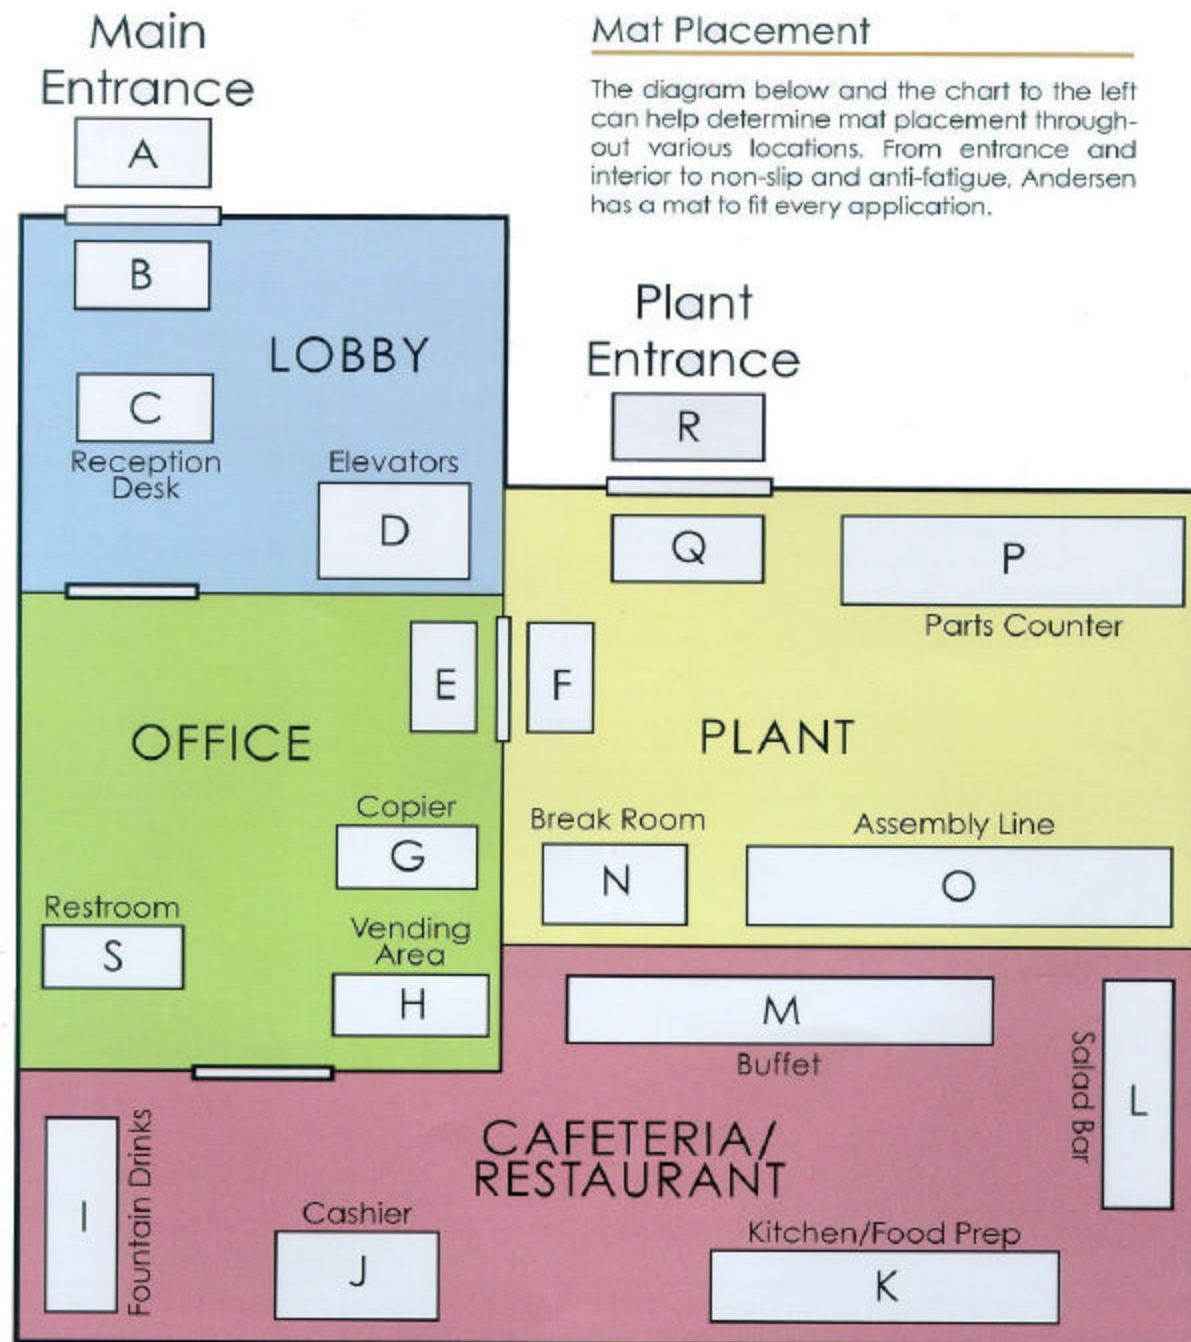 Main
Entrance
A
Mat Placement
The diagram below and the chart to the left
can help determine mat placement through-
out various locations. From entrance and
interior to non-slip and anti-fatigue, Andersen
has a mat to fit every application.
B
LOBBY
C
Reception
Desk
Elevators
D
Plant
Entrance
R
Q
P
Parts Counter
E
F
OFFICE
PLANT
Copier
G
Break Room
N
Assembly Line
O
Restroom
S
Vending
Area
H
M
Buffet
Salad Bar
L
CAFETERIA/
RESTAURANT
I
Fountain Drinks
Cashier
J
Kitchen/Food Prep
K